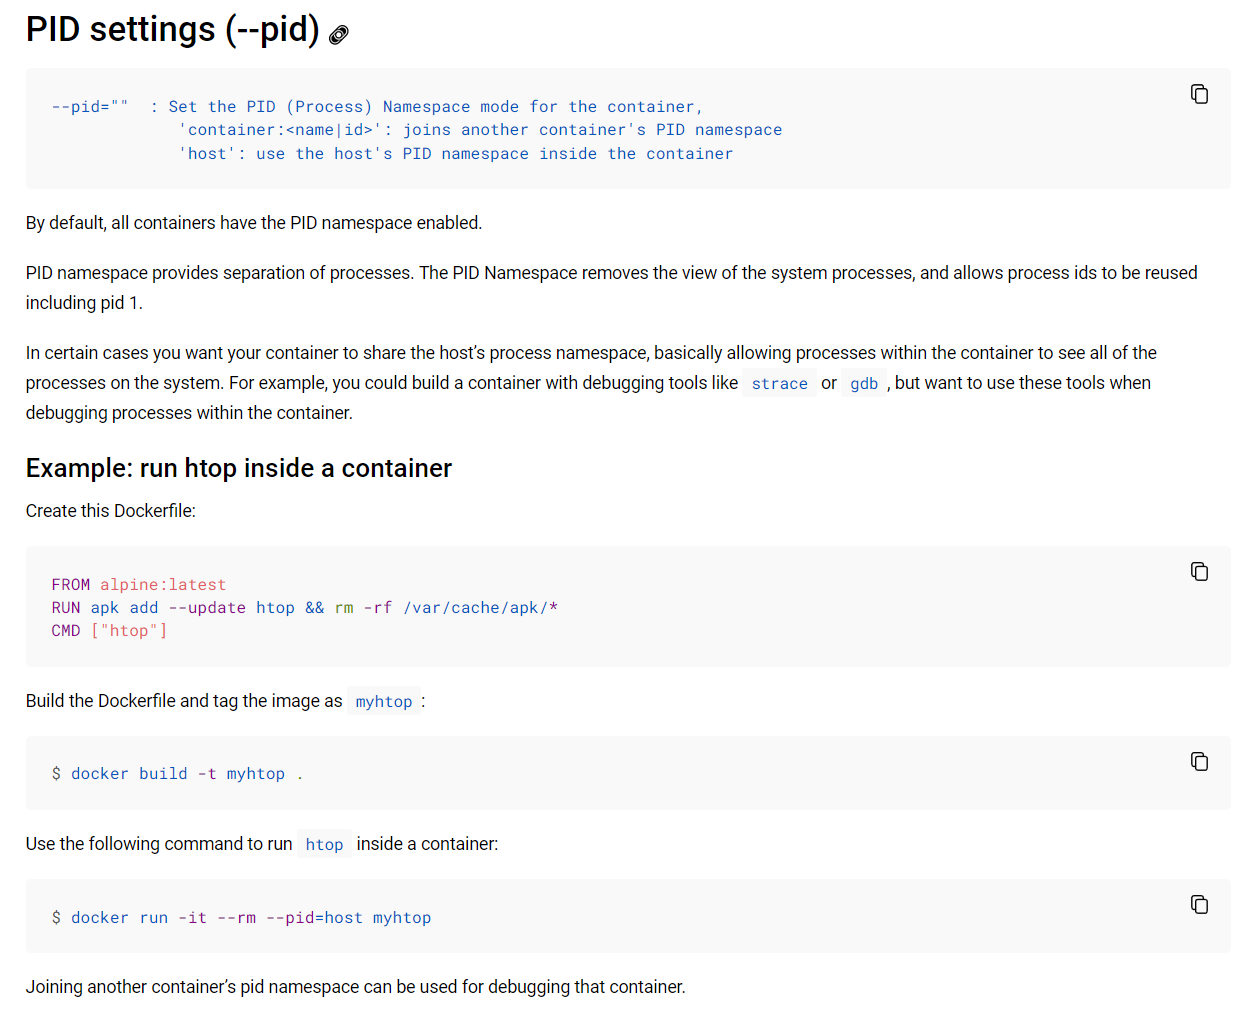 PID settings (--pid)
--pid=""  : Set the PID (Process) Namespace mode for the container,
             'container:<name|id>': joins another container's PID namespace
             'host': use the host's PID namespace inside the container
By default, all containers have the PID namespace enabled.
PID namespace provides separation of processes. The PID Namespace removes the view of the system processes, and allows process ids to be reused
including pid 1.
In certain cases you want your container to share the host’s process namespace, basically allowing processes within the container to see all of the
processes on the system. For example, you could build a container with debugging tools like strace or gdb , but want to use these tools when
debugging processes within the container.
Example: run htop inside a container
Create this Dockerfile:
FROM alpine:latest
RUN apk add --update htop && rm -rf /var/cache/apk/*
CMD ["htop"]
Build the Dockerfile and tag the image as myhtop :
$ docker build -t myhtop .
Use the following command to run htop inside a container:
$ docker run -it --rm --pid=host myhtop
Joining another container’s pid namespace can be used for debugging that container.